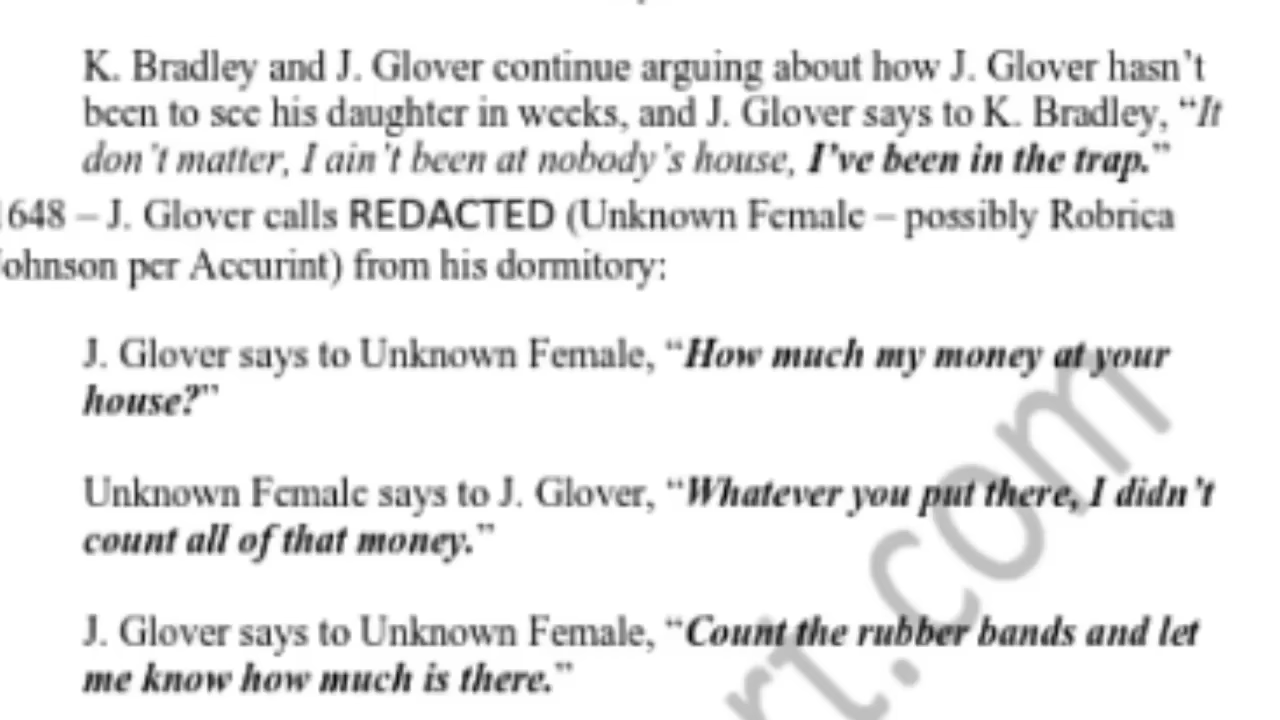 K. Bradley and J. Glover continue arguing about how J. Glover hasn't
been to see his daughter in weeks, and J. Glover says to K. Bradley, "It
don't matter, I ain't been at nobody's house, I've been in the trap."
648 – J. Glover calls REDACTED (Unknown Female – possibly Robrica
ohnson per Accurint) from his dormitory:
J. Glover says to Unknown Female, "How much my money at your
house?"
Unknown Female says to J. Glover, "Whatever you put there, I didn't
count all of that money."
J. Glover says to Unknown Female, "Count the rubber bands and let
me know how much is there."
rt.com